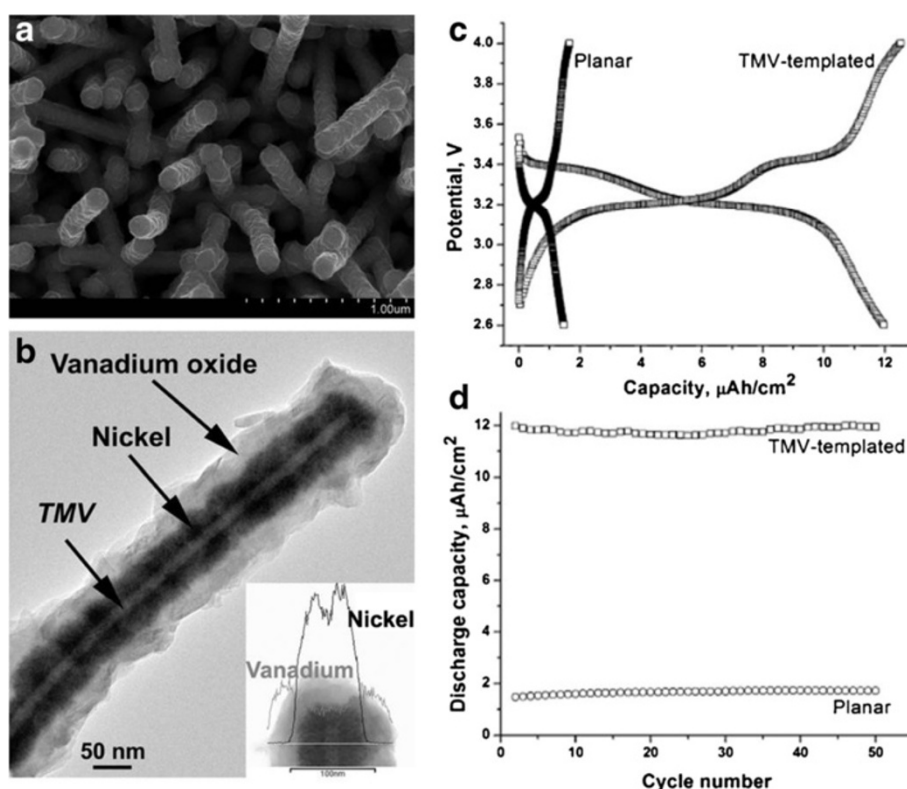 a
1.00um
b
Vanadium oxide
Nickel
TMV
50 nm
Nickel
Vanadium
100nm
c
Planar
TMV-templated
Potential, V
4.0
3.8
3.6
3.4
3.2
3.0
2.8
2.6
0 2 4 6 8 10 12
Capacity, µAh/cm2
d
TMV-templated
Planar
Discharge capacity, µAh/cm2
12
10
8
6
4
2
0
0 10 20 30 40 50
Cycle number